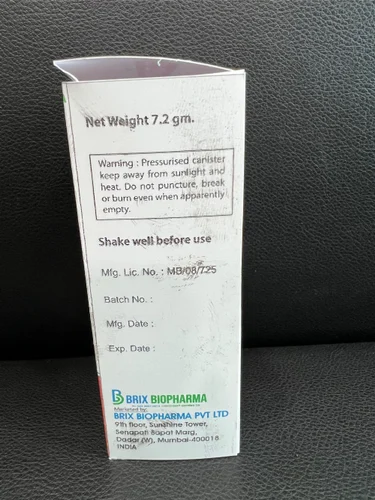 Net Weight 7.2 gm.
Warning : Pressurised canister
keep away from sunlight and
heat. Do not puncture, break
or burn even when apparently
empty.
Shake well before use
Mfg. Lic. No. : MB/08/725
Batch No. :
Mfg. Date :
Exp. Date :
BRIX BIOPHARMA
Marketed by:
BRIX BIOPHARMA PVT LTD
9th floor, Sunshine Tower,
Senapati Bapat Marg,
Dadar (W), Mumbai-400018
INDIA